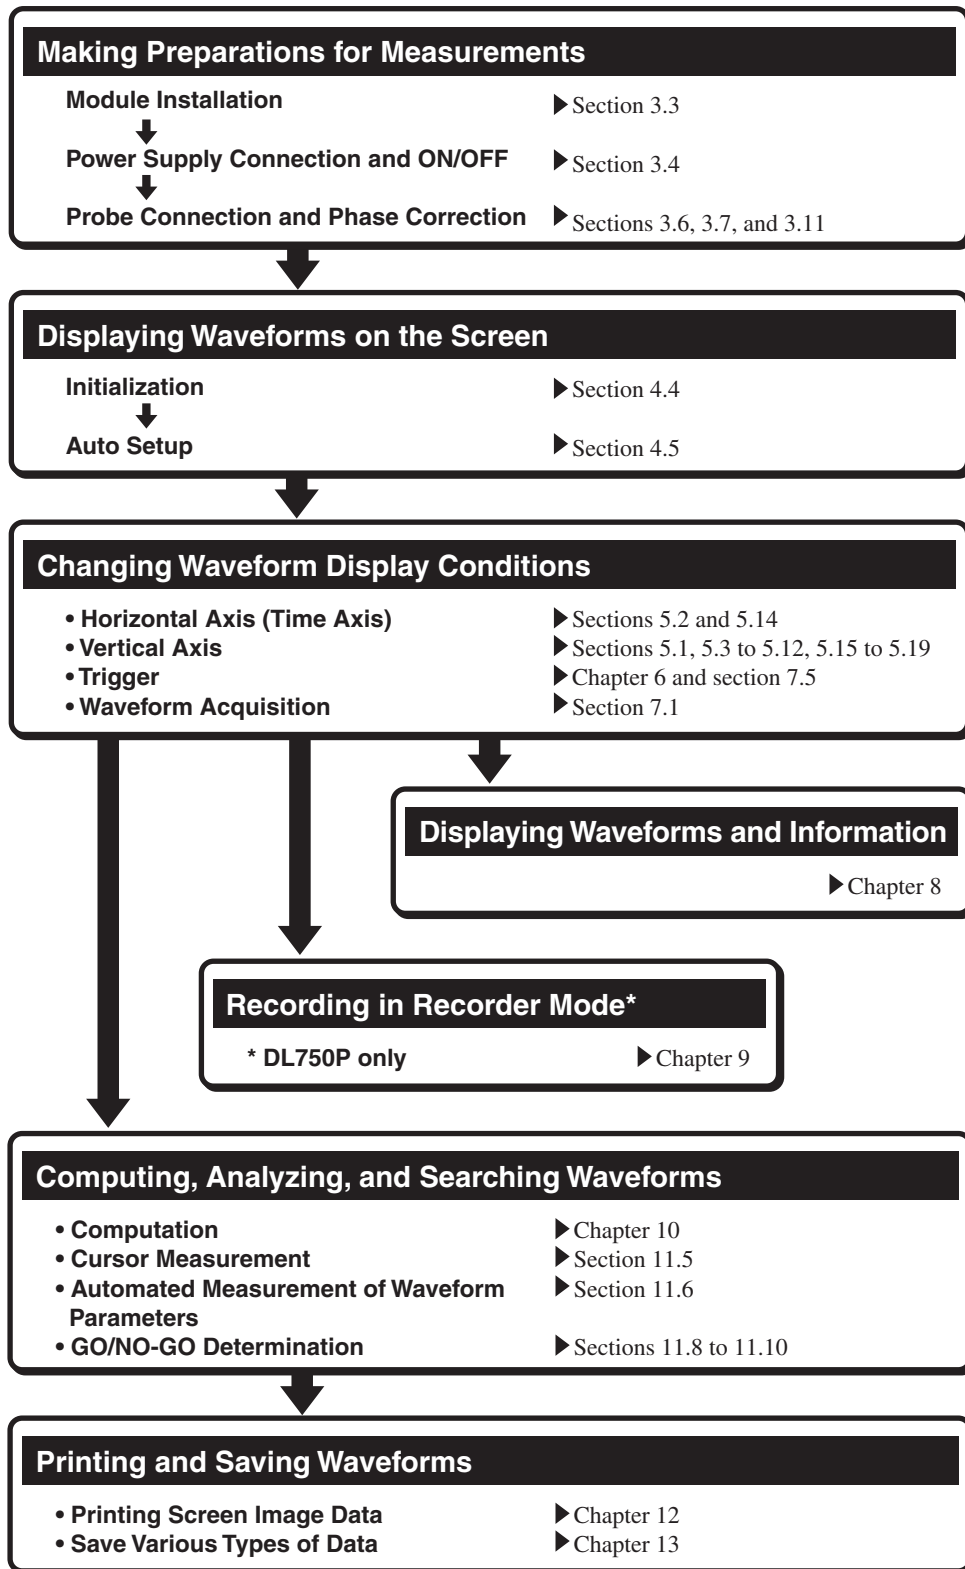 Making Preparations for Measurements
Module Installation ▶ Section 3.3
Power Supply Connection and ON/OFF ▶ Section 3.4
Probe Connection and Phase Correction ▶ Sections 3.6, 3.7, and 3.11
Displaying Waveforms on the Screen
Initialization ▶ Section 4.4
Auto Setup ▶ Section 4.5
Changing Waveform Display Conditions
• Horizontal Axis (Time Axis) ▶ Sections 5.2 and 5.14
• Vertical Axis ▶ Sections 5.1, 5.3 to 5.12, 5.15 to 5.19
• Trigger ▶ Chapter 6 and section 7.5
• Waveform Acquisition ▶ Section 7.1
Displaying Waveforms and Information
▶ Chapter 8
Recording in Recorder Mode*
* DL750P only ▶ Chapter 9
Computing, Analyzing, and Searching Waveforms
• Computation ▶ Chapter 10
• Cursor Measurement ▶ Section 11.5
• Automated Measurement of Waveform ▶ Section 11.6
Parameters
• GO/NO-GO Determination ▶ Sections 11.8 to 11.10
Printing and Saving Waveforms
• Printing Screen Image Data ▶ Chapter 12
• Save Various Types of Data ▶ Chapter 13